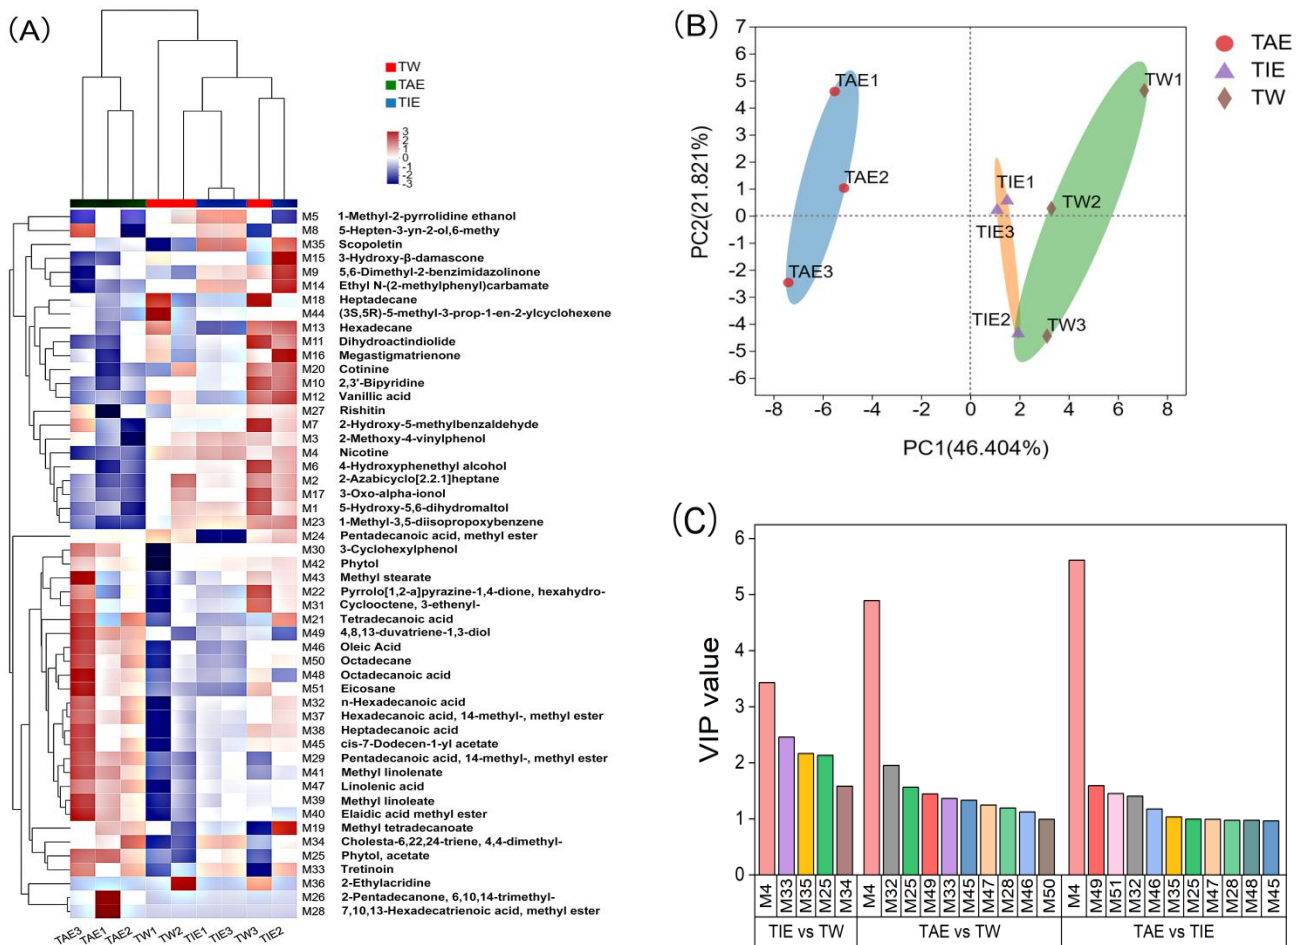 (A)
TW
TAE
TIE
3
2
1
0
-1
-2
-3
M5 1-Methyl-2-pyrrolidine ethanol
M8 5-Hepten-3-yn-2-ol,6-methy
M35 Scopoletin
M15 3-Hydroxy-β-damascone
M9 5,6-Dimethyl-2-benzimidazolinone
M14 Ethyl N-(2-methylphenyl)carbamate
M18 Heptadecane
M44 (3S,5R)-5-methyl-3-prop-1-en-2-ylcyclohexene
M13 Hexadecane
M11 Dihydroactindiolide
M16 Megastigmatrienone
M20 Cotinine
M10 2,3'-Bipyridine
M12 Vanillic acid
M27 Rishitin
M7 2-Hydroxy-5-methylbenzaldehyde
M3 2-Methoxy-4-vinylphenol
M4 Nicotine
M6 4-Hydroxyphenethyl alcohol
M2 2-Azabicyclo[2.2.1]heptane
M17 3-Oxo-alpha-ionol
M1 5-Hydroxy-5,6-dihydromaltol
M23 1-Methyl-3,5-diisopropoxybenzene
M24 Pentadecanoic acid, methyl ester
M30 3-Cyclohexylphenol
M42 Phytol
M43 Methyl stearate
M22 Pyrrolo[1,2-a]pyrazine-1,4-dione, hexahydro-
M31 Cyclooctene, 3-ethenyl-
M21 Tetradecanoic acid
M49 4,8,13-duvatriene-1,3-diol
M46 Oleic Acid
M50 Octadecane
M48 Octadecanoic acid
M51 Eicosane
M32 n-Hexadecanoic acid
M37 Hexadecanoic acid, 14-methyl-, methyl ester
M38 Heptadecanoic acid
M45 cis-7-Dodecen-1-yl acetate
M29 Pentadecanoic acid, 14-methyl-, methyl ester
M41 Methyl linolenate
M47 Linolenic acid
M39 Methyl linoleate
M40 Elaidic acid methyl ester
M19 Methyl tetradecanoate
M34 Cholesta-6,22,24-triene, 4,4-dimethyl-
M25 Phytol, acetate
M33 Tretinoin
M36 2-Ethylacridine
M26 2-Pentadecanone, 6,10,14-trimethyl-
M28 7,10,13-Hexadecatrienoic acid, methyl ester
TAE3 TAE1 TAE2 TW1 TW2 TIE1 TIE3 TW3 TIE2
(B)
TAE
TIE
TW
PC2(21.821%)
7
6
5
4
3
2
1
0
-1
-2
-3
-4
-5
-6
TAE1
TW1
TAE2
TIE1
TW2
TIE3
TAE3
TIE2
TW3
-8 -6 -4 -2 0 2 4 6 8
PC1(46.404%)
(C)
VIP value
6
5
4
3
2
1
0
M4 M33 M35 M25 M34 M4 M32 M25 M49 M33 M45 M47 M28 M46 M50 M4 M49 M51 M32 M46 M35 M25 M47 M28 M48 M45
TIE vs TW TAE vs TW TAE vs TIE